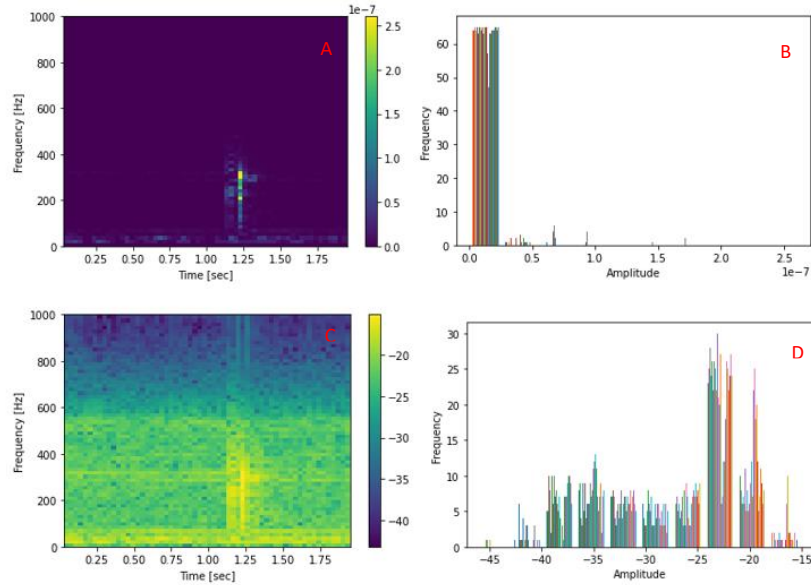 1e-7
A
Frequency [Hz]
1000
800
600
400
200
0
0.25 0.50 0.75 1.00 1.25 1.50 1.75
Time [sec]
2.5
2.0
1.5
1.0
0.5
0.0
B
Frequency
60
50
40
30
20
10
0
0.0 0.5 1.0 1.5 2.0 2.5
1e-7
Amplitude
C
Frequency [Hz]
1000
800
600
400
200
0
0.25 0.50 0.75 1.00 1.25 1.50 1.75
Time [sec]
−20
−25
−30
−35
−40
D
Frequency
30
25
20
15
10
5
0
−45 −40 −35 −30 −25 −20 −15
Amplitude